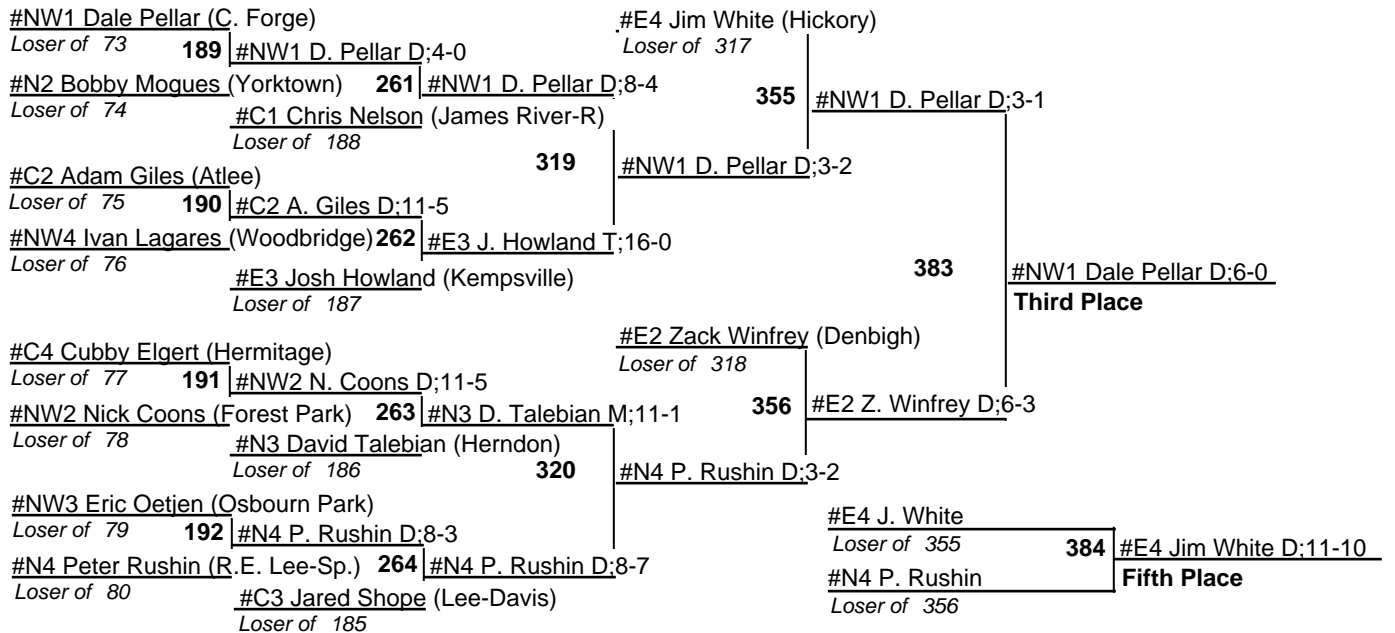 #NW1 Dale Pellar (C. Forge)
Loser of 73
189
#NW1 D. Pellar D;4-0
#N2 Bobby Mogues (Yorktown)
Loser of 74
261
#NW1 D. Pellar D;8-4
#C1 Chris Nelson (James River-R)
Loser of 188
319
#NW1 D. Pellar D;3-2
#C2 Adam Giles (Atlee)
Loser of 75
190
#C2 A. Giles D;11-5
#NW4 Ivan Lagares (Woodbridge)
Loser of 76
262
#E3 J. Howland T;16-0
#E3 Josh Howland (Kempsville)
Loser of 187
#E4 Jim White (Hickory)
Loser of 317
355
#NW1 D. Pellar D;3-1
383
#NW1 Dale Pellar D;6-0
Third Place
#C4 Cubby Elgert (Hermitage)
Loser of 77
191
#NW2 N. Coons D;11-5
#NW2 Nick Coons (Forest Park)
Loser of 78
263
#N3 D. Talebian M;11-1
#N3 David Talebian (Herndon)
Loser of 186
320
#N4 P. Rushin D;3-2
#NW3 Eric Oetjen (Osbourn Park)
Loser of 79
192
#N4 P. Rushin D;8-3
#N4 Peter Rushin (R.E. Lee-Sp.)
Loser of 80
264
#N4 P. Rushin D;8-7
#C3 Jared Shope (Lee-Davis)
Loser of 185
#E2 Zack Winfrey (Denbigh)
Loser of 318
356
#E2 Z. Winfrey D;6-3
#E4 J. White
Loser of 355
384
#E4 Jim White D;11-10
Fifth Place
#N4 P. Rushin
Loser of 356